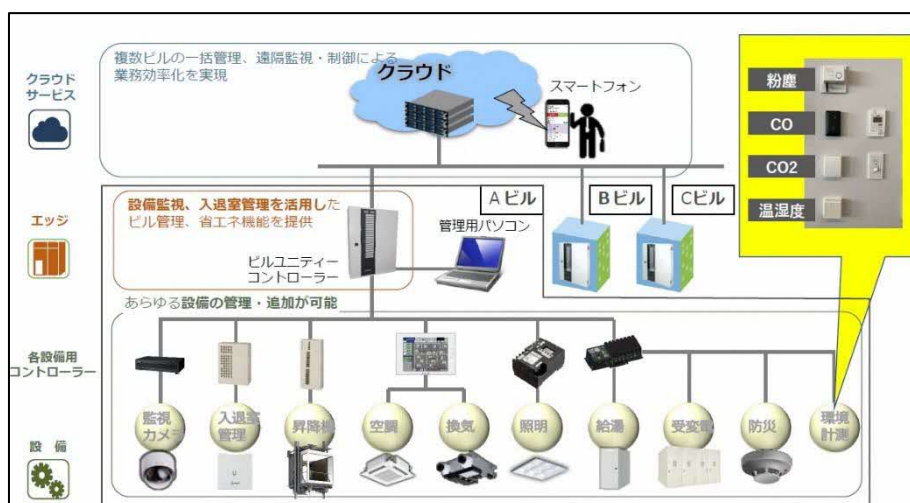 複数ビルの一括管理、遠隔監視・制御による
業務効率化を実現
クラウド
サービス
クラウド
スマートフォン
粉塵
CO
CO2
温湿度
エッジ
設備監視、入退室管理を活用した
ビル管理、省エネ機能を提供
ビルユニティー
コントローラー
管理用パソコン
Aビル
Bビル
Cビル
あらゆる設備の管理・追加が可能
各設備用
コントローラー
設 備
監視
カメラ
入退室
管理
昇降機
空調
換気
照明
給湯
受変電
防災
環境
計測